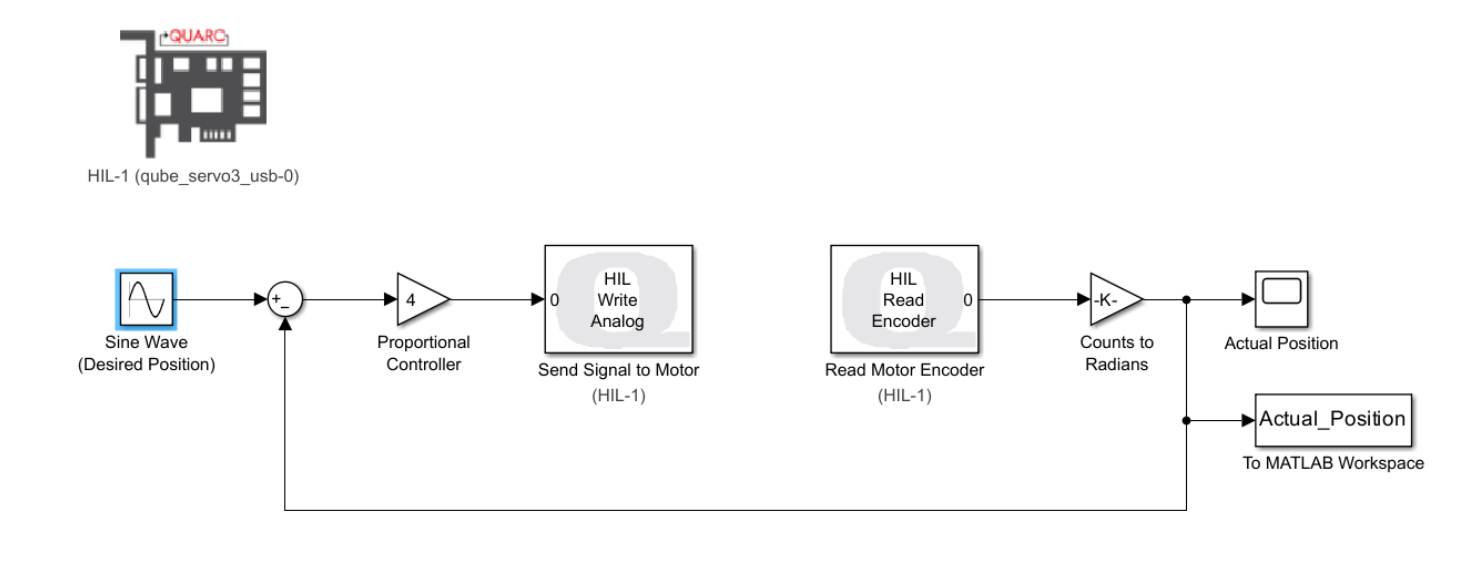 QUARC
HIL-1 (qube_servo3_usb-0)
+
-
4
0
HIL
Write
Analog
HIL
Read
Encoder
0
-K-
Sine Wave
(Desired Position)
Proportional
Controller
Send Signal to Motor
(HIL-1)
Read Motor Encoder
(HIL-1)
Counts to
Radians
Actual Position
Actual_Position
To MATLAB Workspace